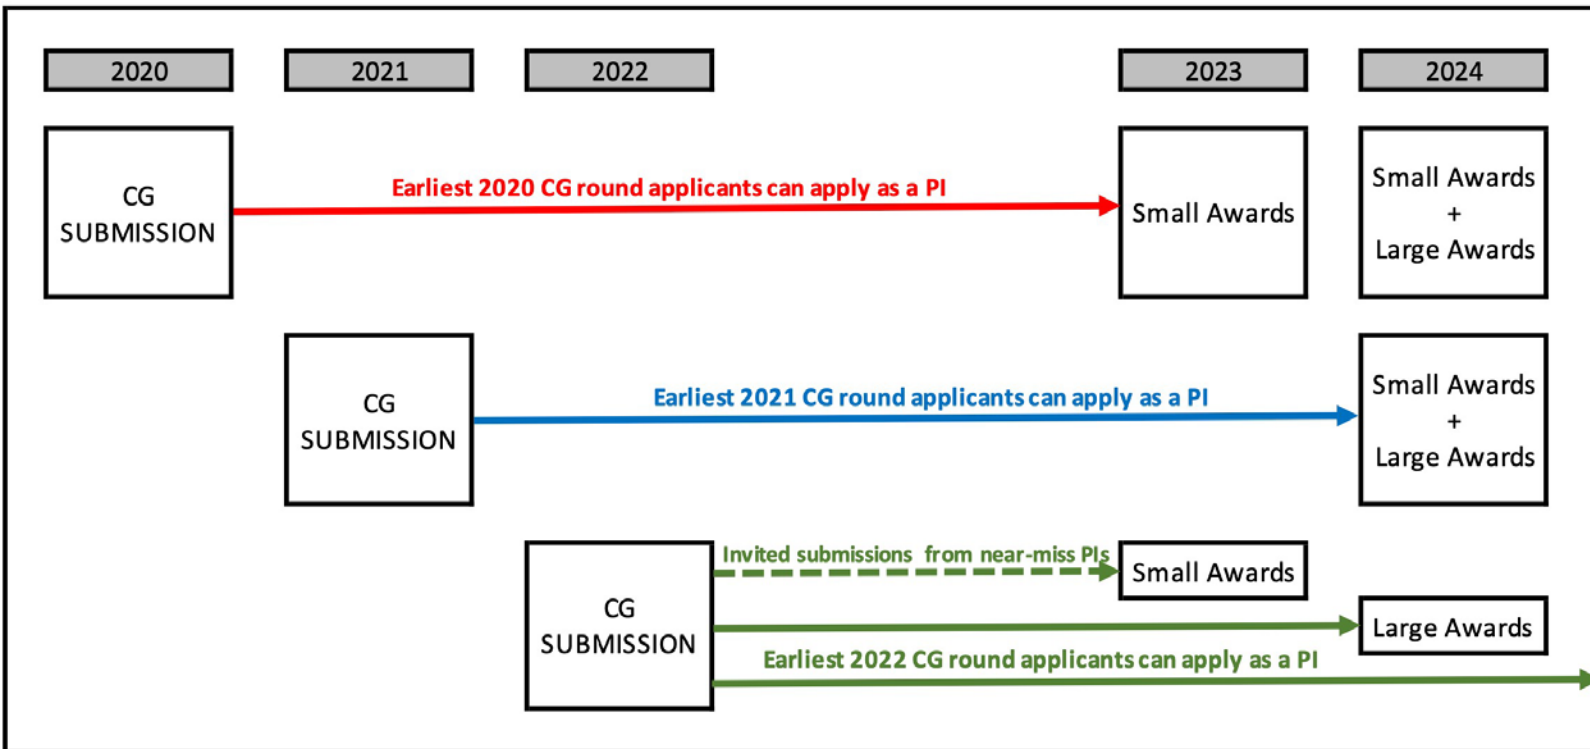 2020
2021
2022
2023
2024
CG
SUBMISSION
Earliest 2020 CG round applicants can apply as a PI
Small Awards
Small Awards
+
Large Awards
CG
SUBMISSION
Earliest 2021 CG round applicants can apply as a PI
Small Awards
+
Large Awards
CG
SUBMISSION
Invited submissions from near-miss PIs
Small Awards
Large Awards
Earliest 2022 CG round applicants can apply as a PI